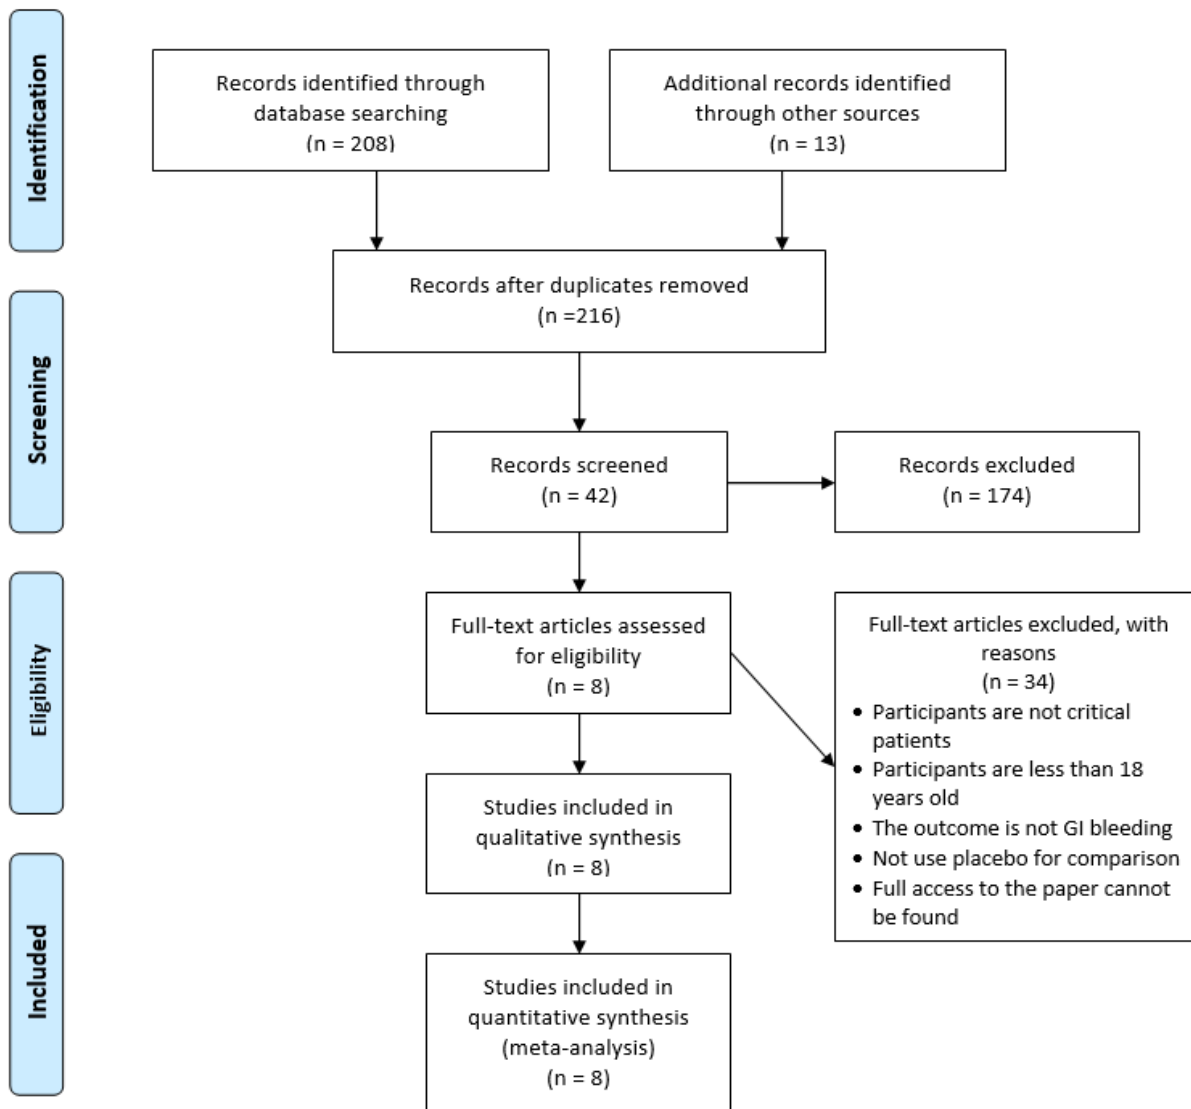 Identification
Records identified through
database searching
(n = 208)
Additional records identified
through other sources
(n = 13)
Records after duplicates removed
(n =216)
Screening
Records screened
(n = 42)
Records excluded
(n = 174)
Eligibility
Full-text articles assessed
for eligibility
(n = 8)
Full-text articles excluded, with
reasons
(n = 34)
• Participants are not critical
patients
• Participants are less than 18
years old
• The outcome is not GI bleeding
• Not use placebo for comparison
• Full access to the paper cannot
be found
Studies included in
qualitative synthesis
(n = 8)
Included
Studies included in
quantitative synthesis
(meta-analysis)
(n = 8)